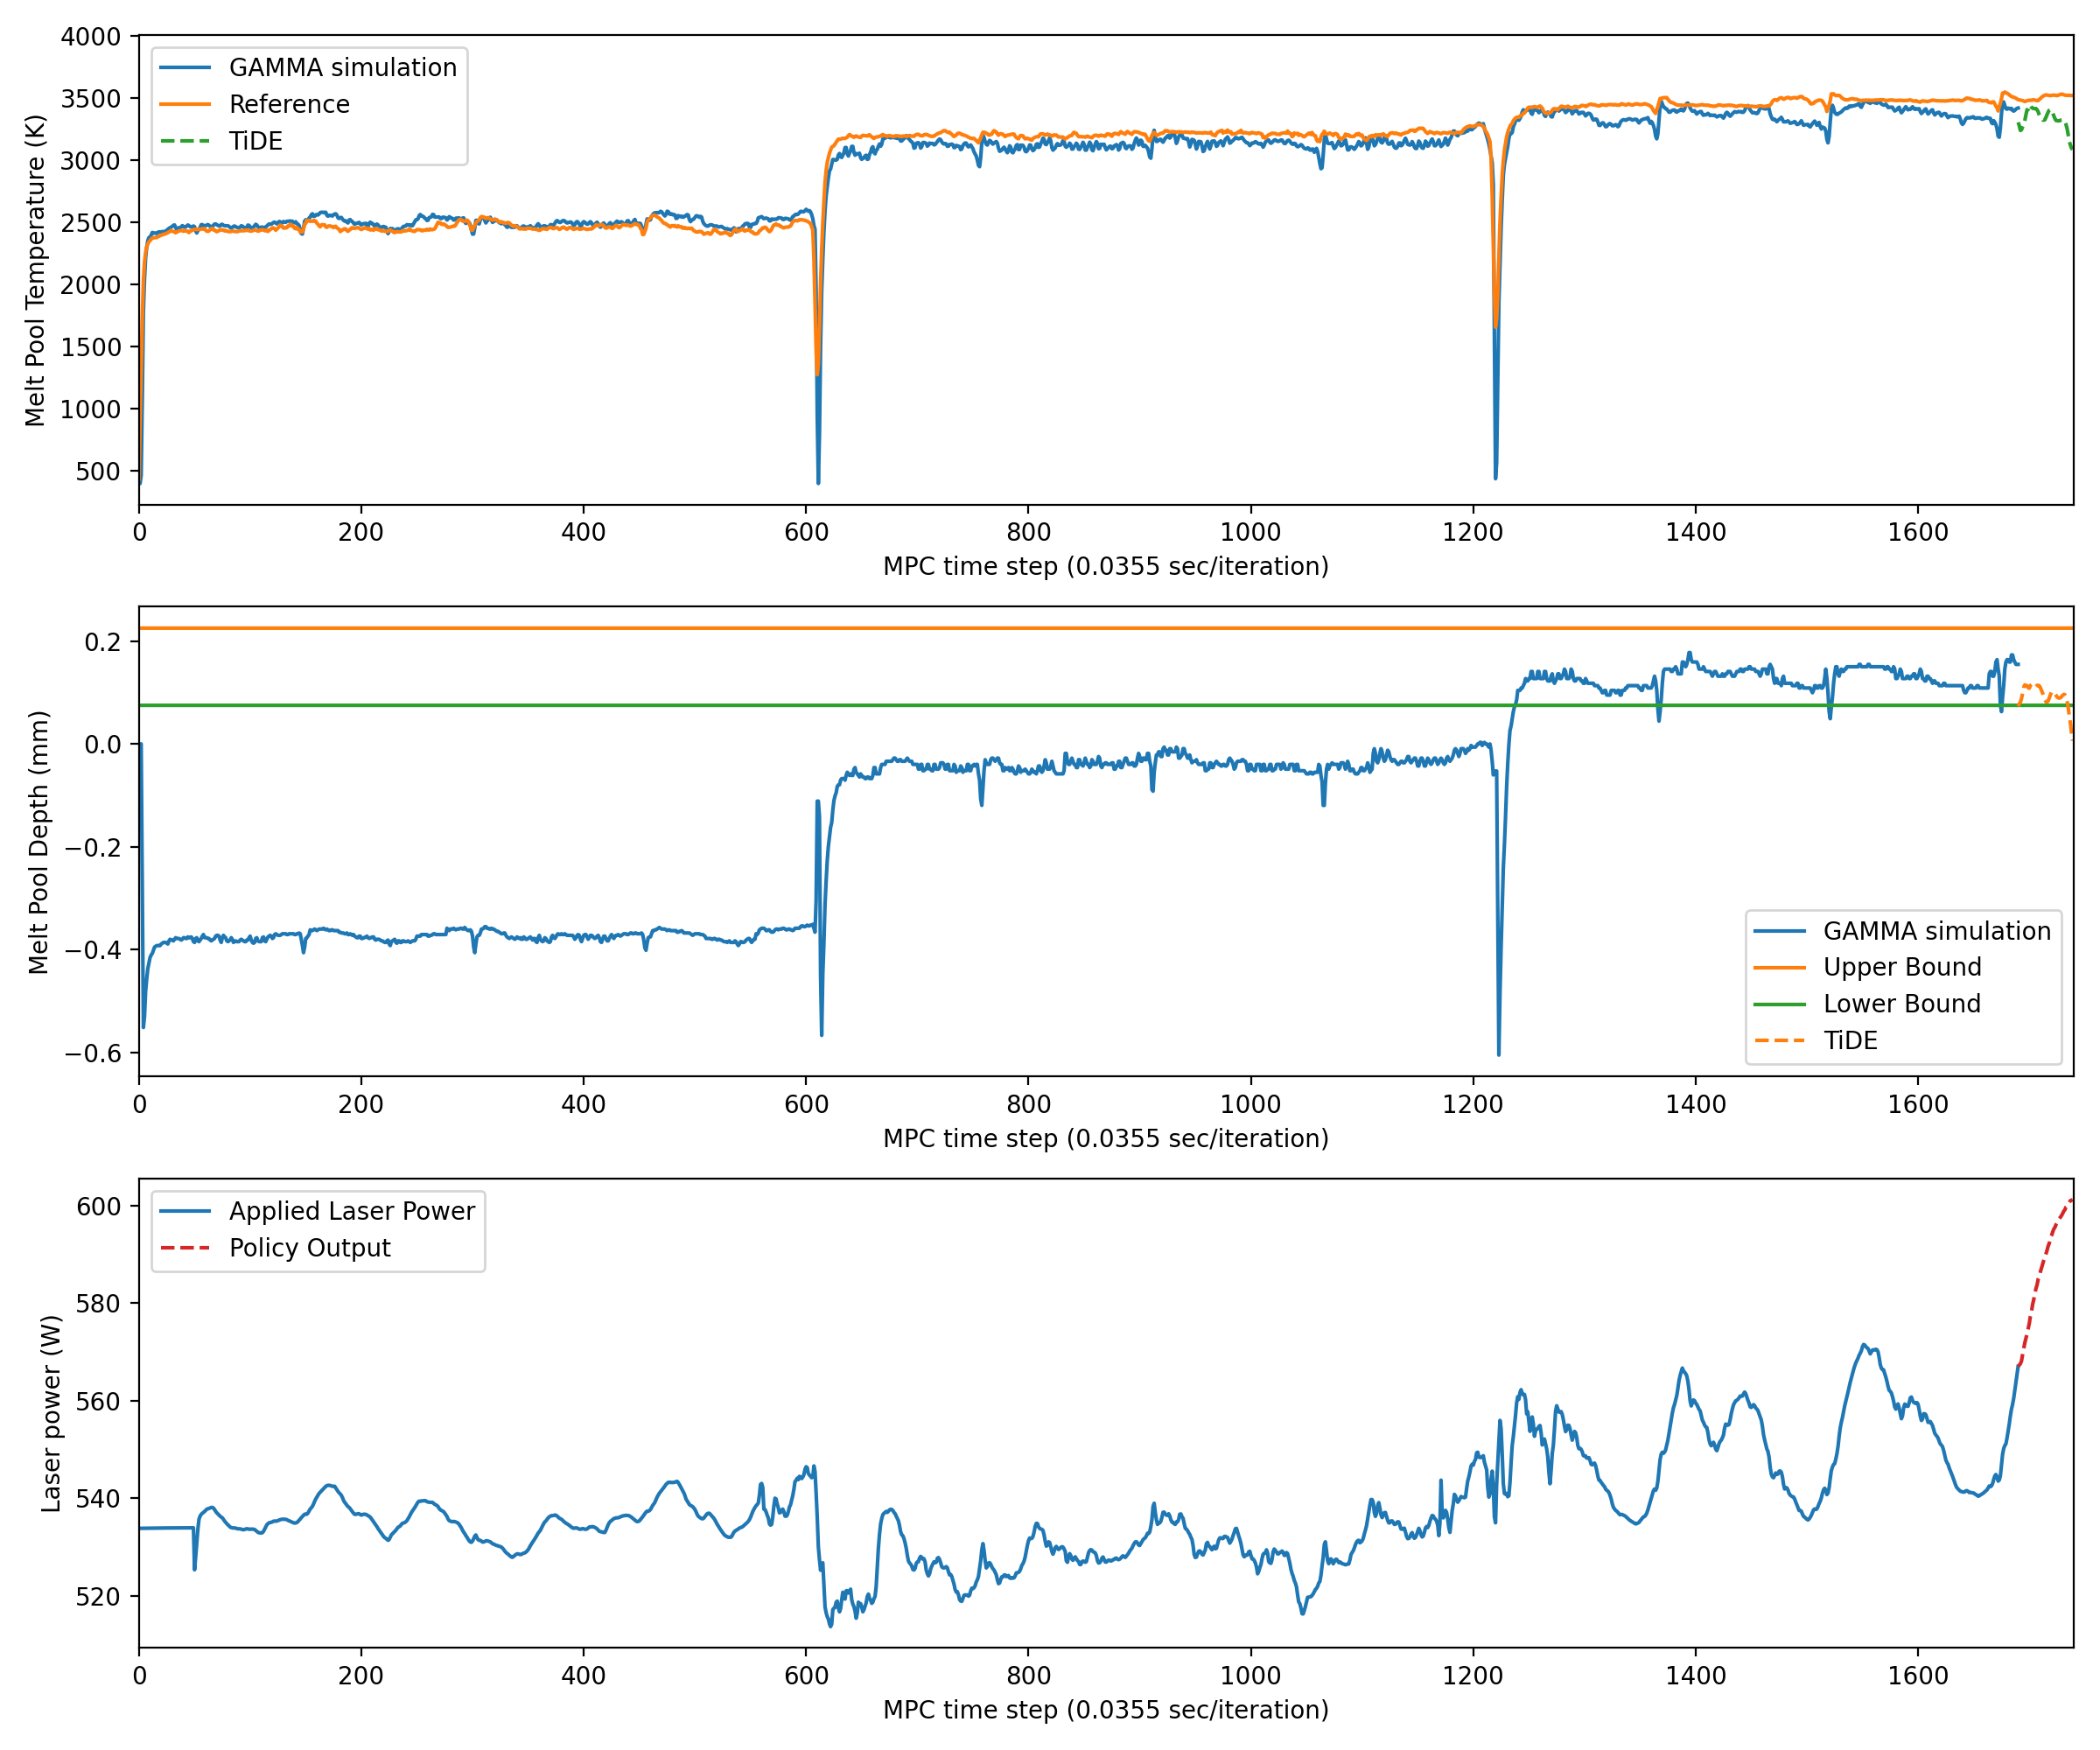 Melt Pool Temperature (K)
4000
3500
3000
2500
2000
1500
1000
500
GAMMA simulation
Reference
TiDE
0 200 400 600 800 1000 1200 1400 1600
MPC time step (0.0355 sec/iteration)
Melt Pool Depth (mm)
0.2
0.0
−0.2
−0.4
−0.6
GAMMA simulation
Upper Bound
Lower Bound
TiDE
0 200 400 600 800 1000 1200 1400 1600
MPC time step (0.0355 sec/iteration)
Laser power (W)
600
580
560
540
520
Applied Laser Power
Policy Output
0 200 400 600 800 1000 1200 1400 1600
MPC time step (0.0355 sec/iteration)